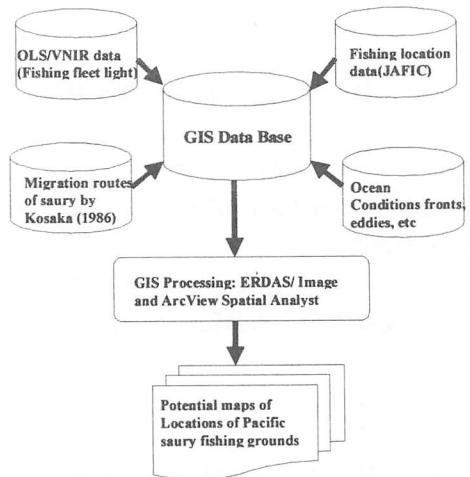 OLS/VNIR data
(Fishing fleet light)
Fishing location
data(JAFIC)
GIS Data Base
Migration routes
of saury by
Kosaka (1986)
Ocean
Conditions fronts,
eddies, etc
GIS Processing: ERDAS/ Image
and ArcView Spatial Analyst
Potential maps of
Locations of Pacific
saury fishing grounds